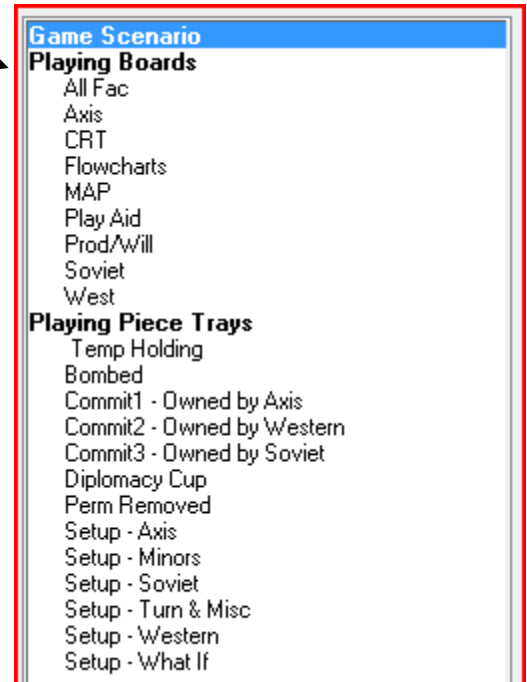 Game Scenario
Playing Boards
All Fac
Axis
CRT
Flowcharts
MAP
Play Aid
Prod/Will
Soviet
West
Playing Piece Trays
Temp Holding
Bombed
Commit1 - Owned by Axis
Commit2 - Owned by Western
Commit3 - Owned by Soviet
Diplomacy Cup
Perm Removed
Setup - Axis
Setup - Minors
Setup - Soviet
Setup - Turn & Misc
Setup - Western
Setup - What If